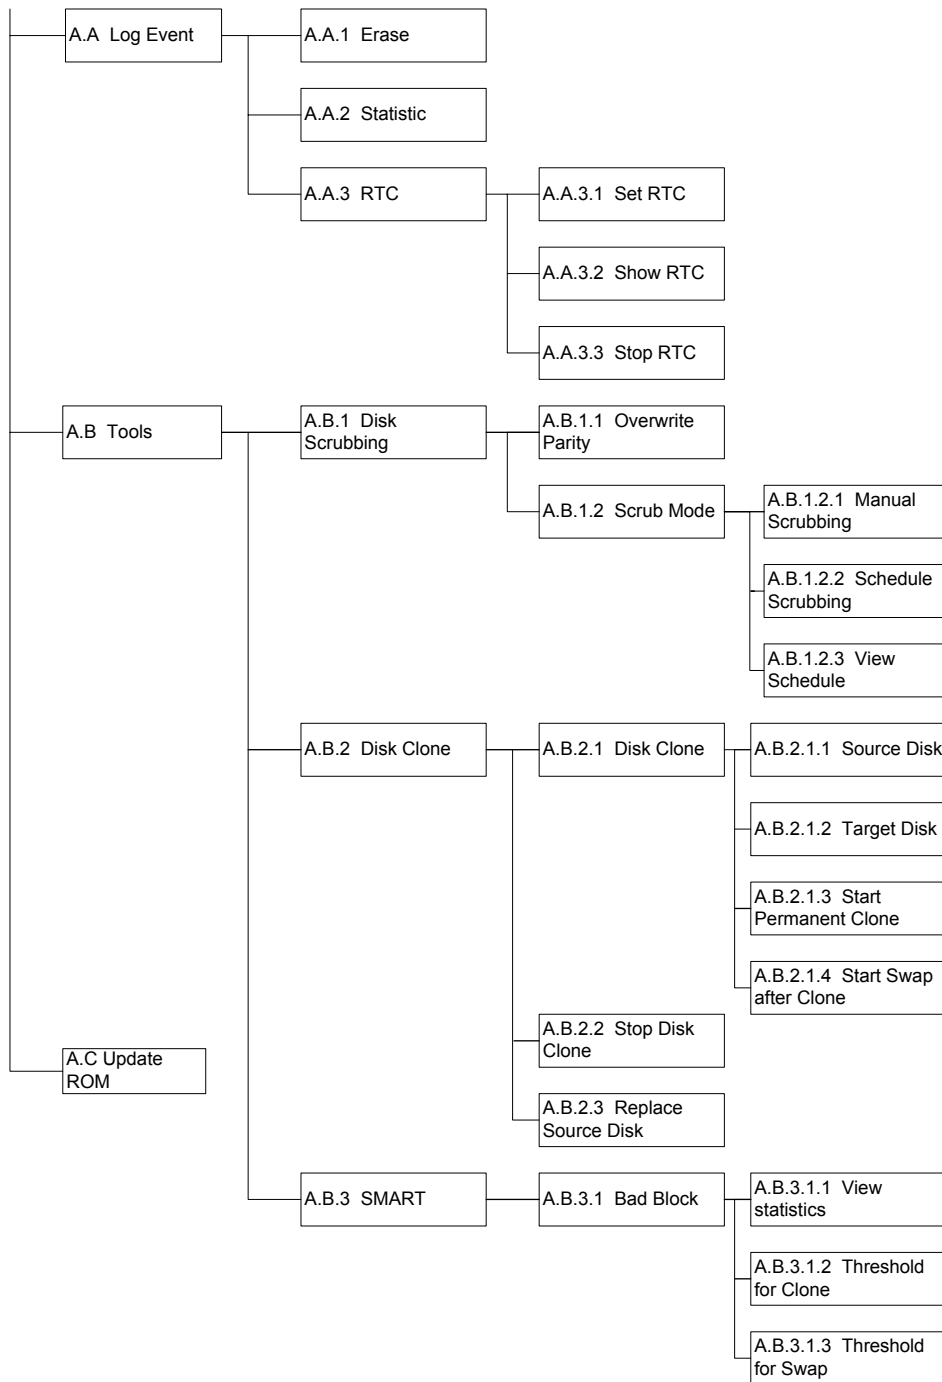 A.A  Log Event
A.A.1  Erase
A.A.2  Statistic
A.A.3  RTC
A.A.3.1  Set RTC
A.A.3.2  Show RTC
A.A.3.3  Stop RTC
A.B  Tools
A.B.1  Disk
Scrubbing
A.B.1.1  Overwrite
Parity
A.B.1.2  Scrub Mode
A.B.1.2.1  Manual
Scrubbing
A.B.1.2.2  Schedule
Scrubbing
A.B.1.2.3  View
Schedule
A.B.2  Disk Clone
A.B.2.1  Disk Clone
A.B.2.1.1  Source Disk
A.B.2.1.2  Target Disk
A.B.2.1.3  Start
Permanent Clone
A.B.2.1.4  Start Swap
after Clone
A.B.2.2  Stop Disk
Clone
A.B.2.3  Replace
Source Disk
A.B.3  SMART
A.B.3.1  Bad Block
A.B.3.1.1  View
statistics
A.B.3.1.2  Threshold
for Clone
A.B.3.1.3  Threshold
for Swap
A.C Update
ROM